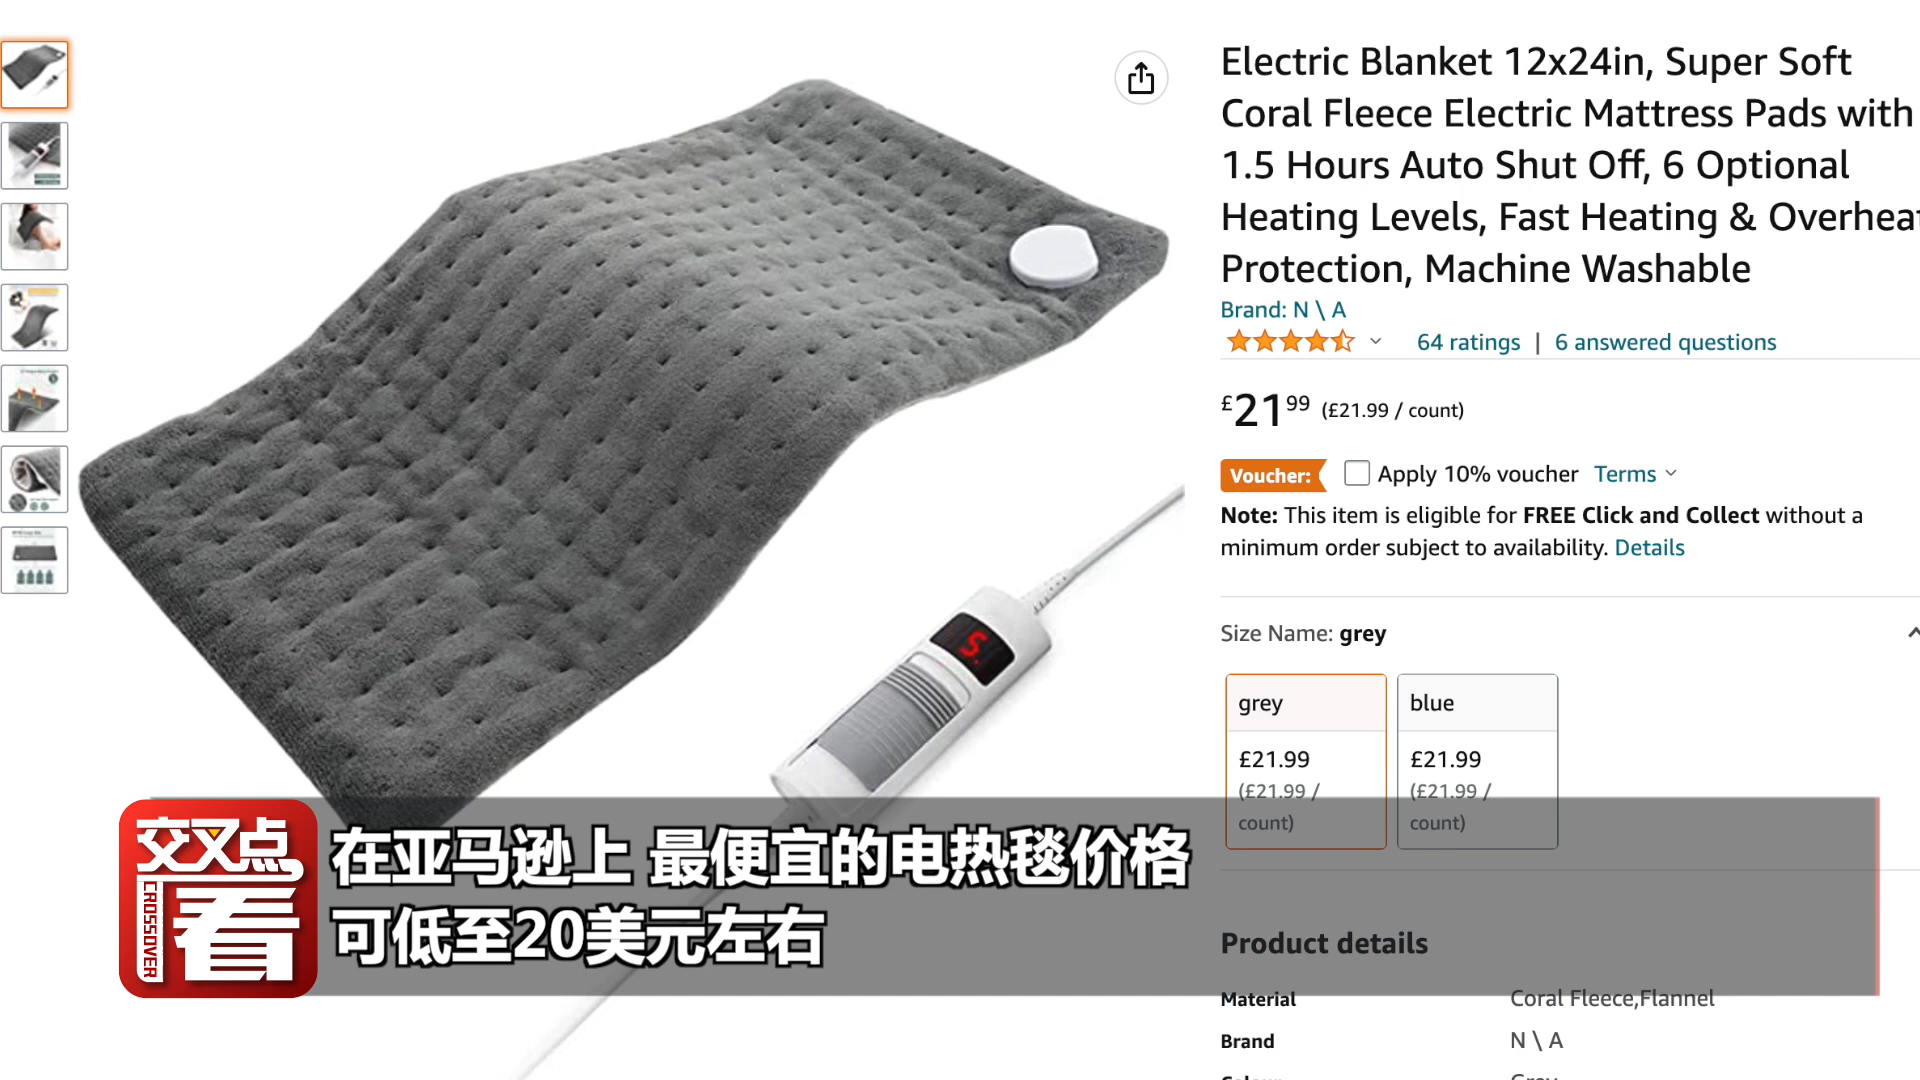 Electric Blanket 12x24in, Super Soft
Coral Fleece Electric Mattress Pads with
1.5 Hours Auto Shut Off, 6 Optional
Heating Levels, Fast Heating & Overheat
Protection, Machine Washable
Brand: N \ A
64 ratings | 6 answered questions
£21.99 (£21.99 / count)
Voucher: Apply 10% voucher Terms
Note: This item is eligible for FREE Click and Collect without a
minimum order subject to availability. Details
Size Name: grey
grey blue
£21.99 £21.99
(£21.99 / (£21.99 /
count) count)
5.
交叉点
看
CROSSOVER
在亚马逊上 最便宜的电热毯价格
可低至20美元左右
Product details
Material Coral Fleece,Flannel
Brand N \ A